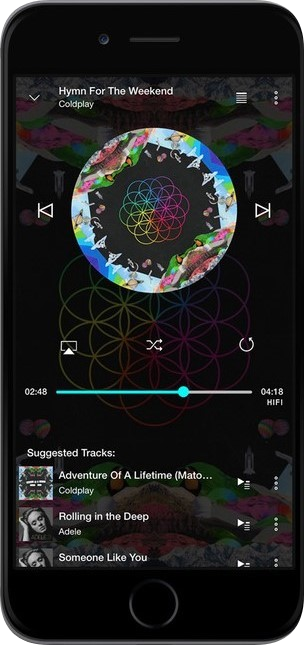 Hymn For The Weekend
Coldplay
02:48
04:18
HIFI
Suggested Tracks:
Adventure Of A Lifetime (Mato...
Coldplay
Rolling in the Deep
Adele
ADELE
Someone Like You